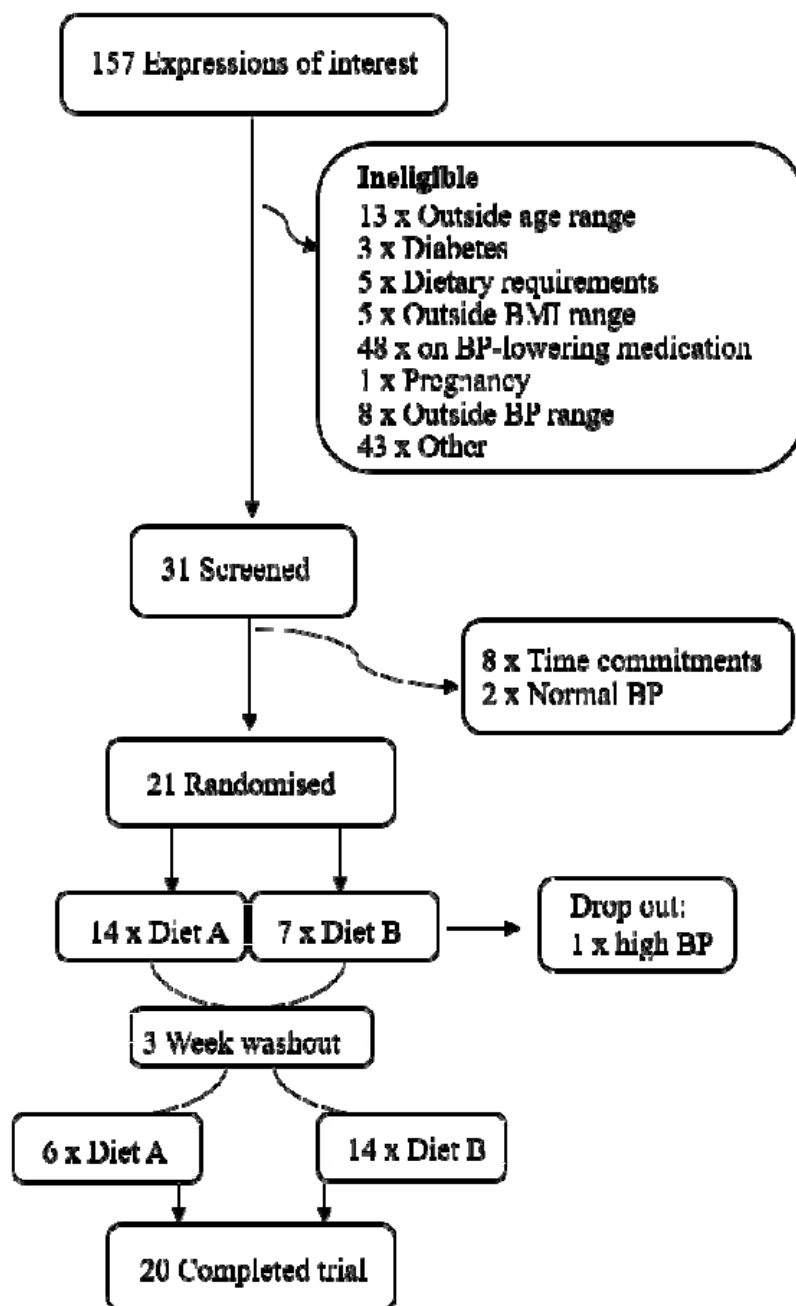 157 Expressions of interest
Ineligible
13 x Outside age range
3 x Diabetes
5 x Dietary requirements
5 x Outside BMI range
48 x on BP-lowering medication
1 x Pregnancy
8 x Outside BP range
43 x Other
31 Screened
8 x Time commitments
2 x Normal BP
21 Randomised
14 x Diet A
7 x Diet B
Drop out:
1 x high BP
3 Week washout
6 x Diet A
14 x Diet B
20 Completed trial